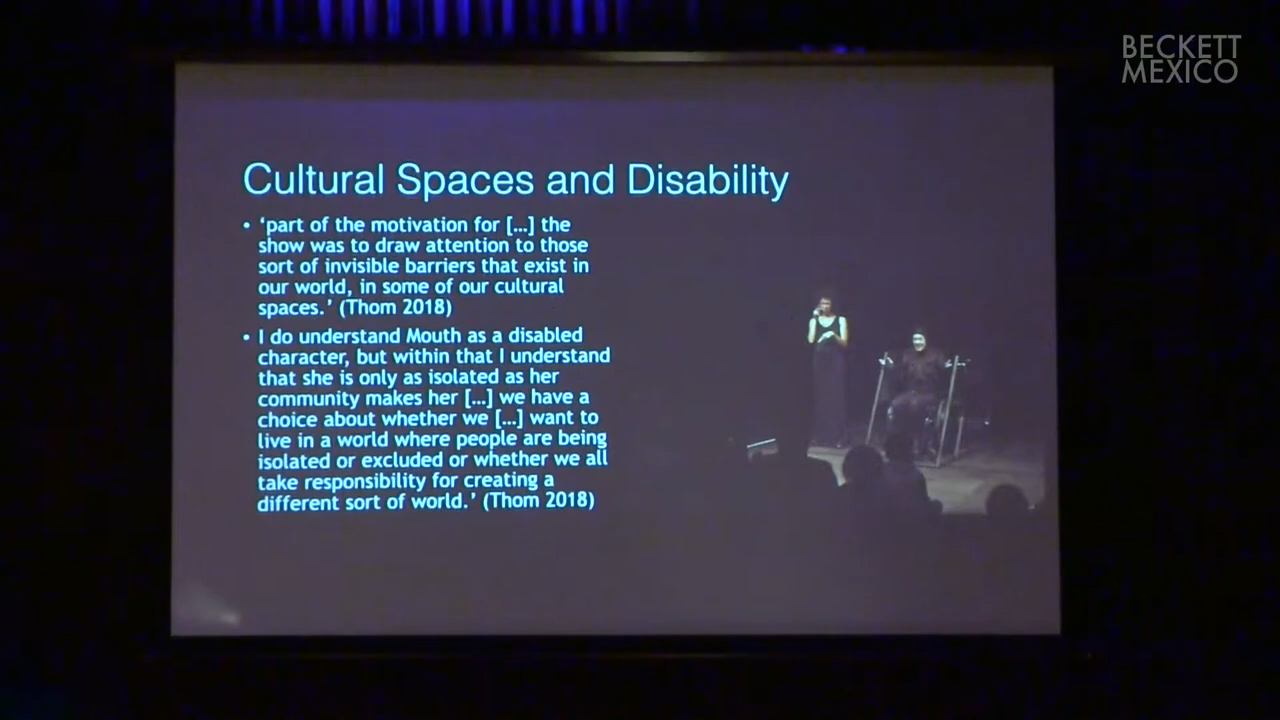 BECKETT
MEXICO
Cultural Spaces and Disability
• ‘part of the motivation for [...] the
show was to draw attention to those
sort of invisible barriers that exist in
our world, in some of our cultural
spaces.’ (Thom 2018)
• I do understand Mouth as a disabled
character, but within that I understand
that she is only as isolated as her
community makes her [...] we have a
choice about whether we [...] want to
live in a world where people are being
isolated or excluded or whether we all
take responsibility for creating a
different sort of world.’ (Thom 2018)